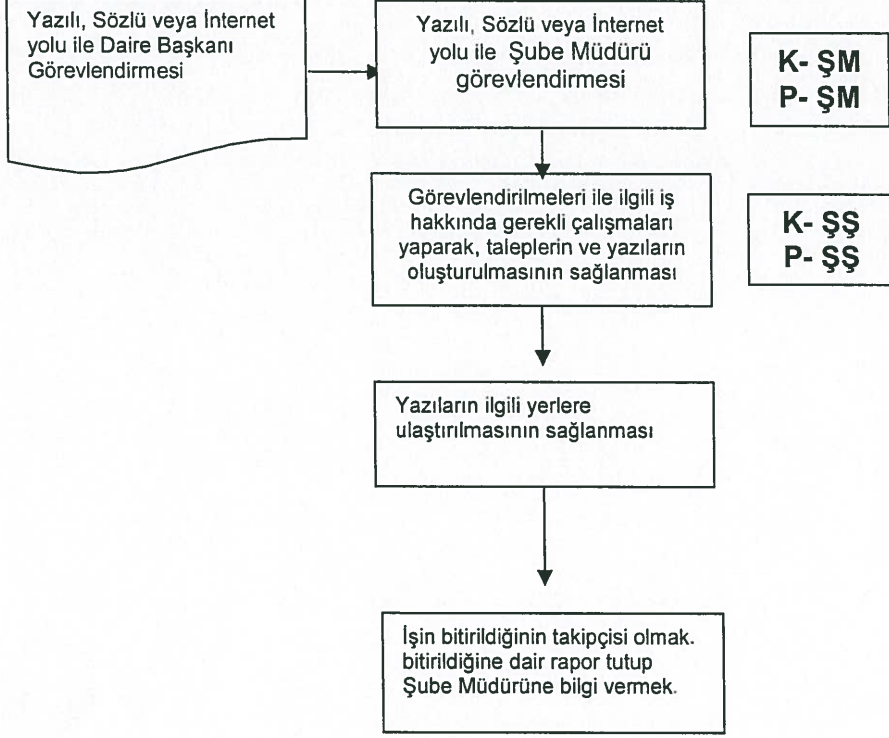 Yazılı, Sözlü veya İnternet
yolu ile Daire Başkanı
Görevlendirmesi
Yazılı, Sözlü veya İnternet
yolu ile Şube Müdürü
görevlendirmesi
K- ŞM
P- ŞM
Görevlendirilmeleri ile ilgili iş
hakkında gerekli çalışmaları
yaparak, taleplerin ve yazıların
oluşturulmasının sağlanması
K- ŞŞ
P- ŞŞ
Yazıların ilgili yerlere
ulaştırılmasının sağlanması
İşin bitirildiğinin takipçisi olmak.
bitirildiğine dair rapor tutup
Şube Müdürüne bilgi vermek.